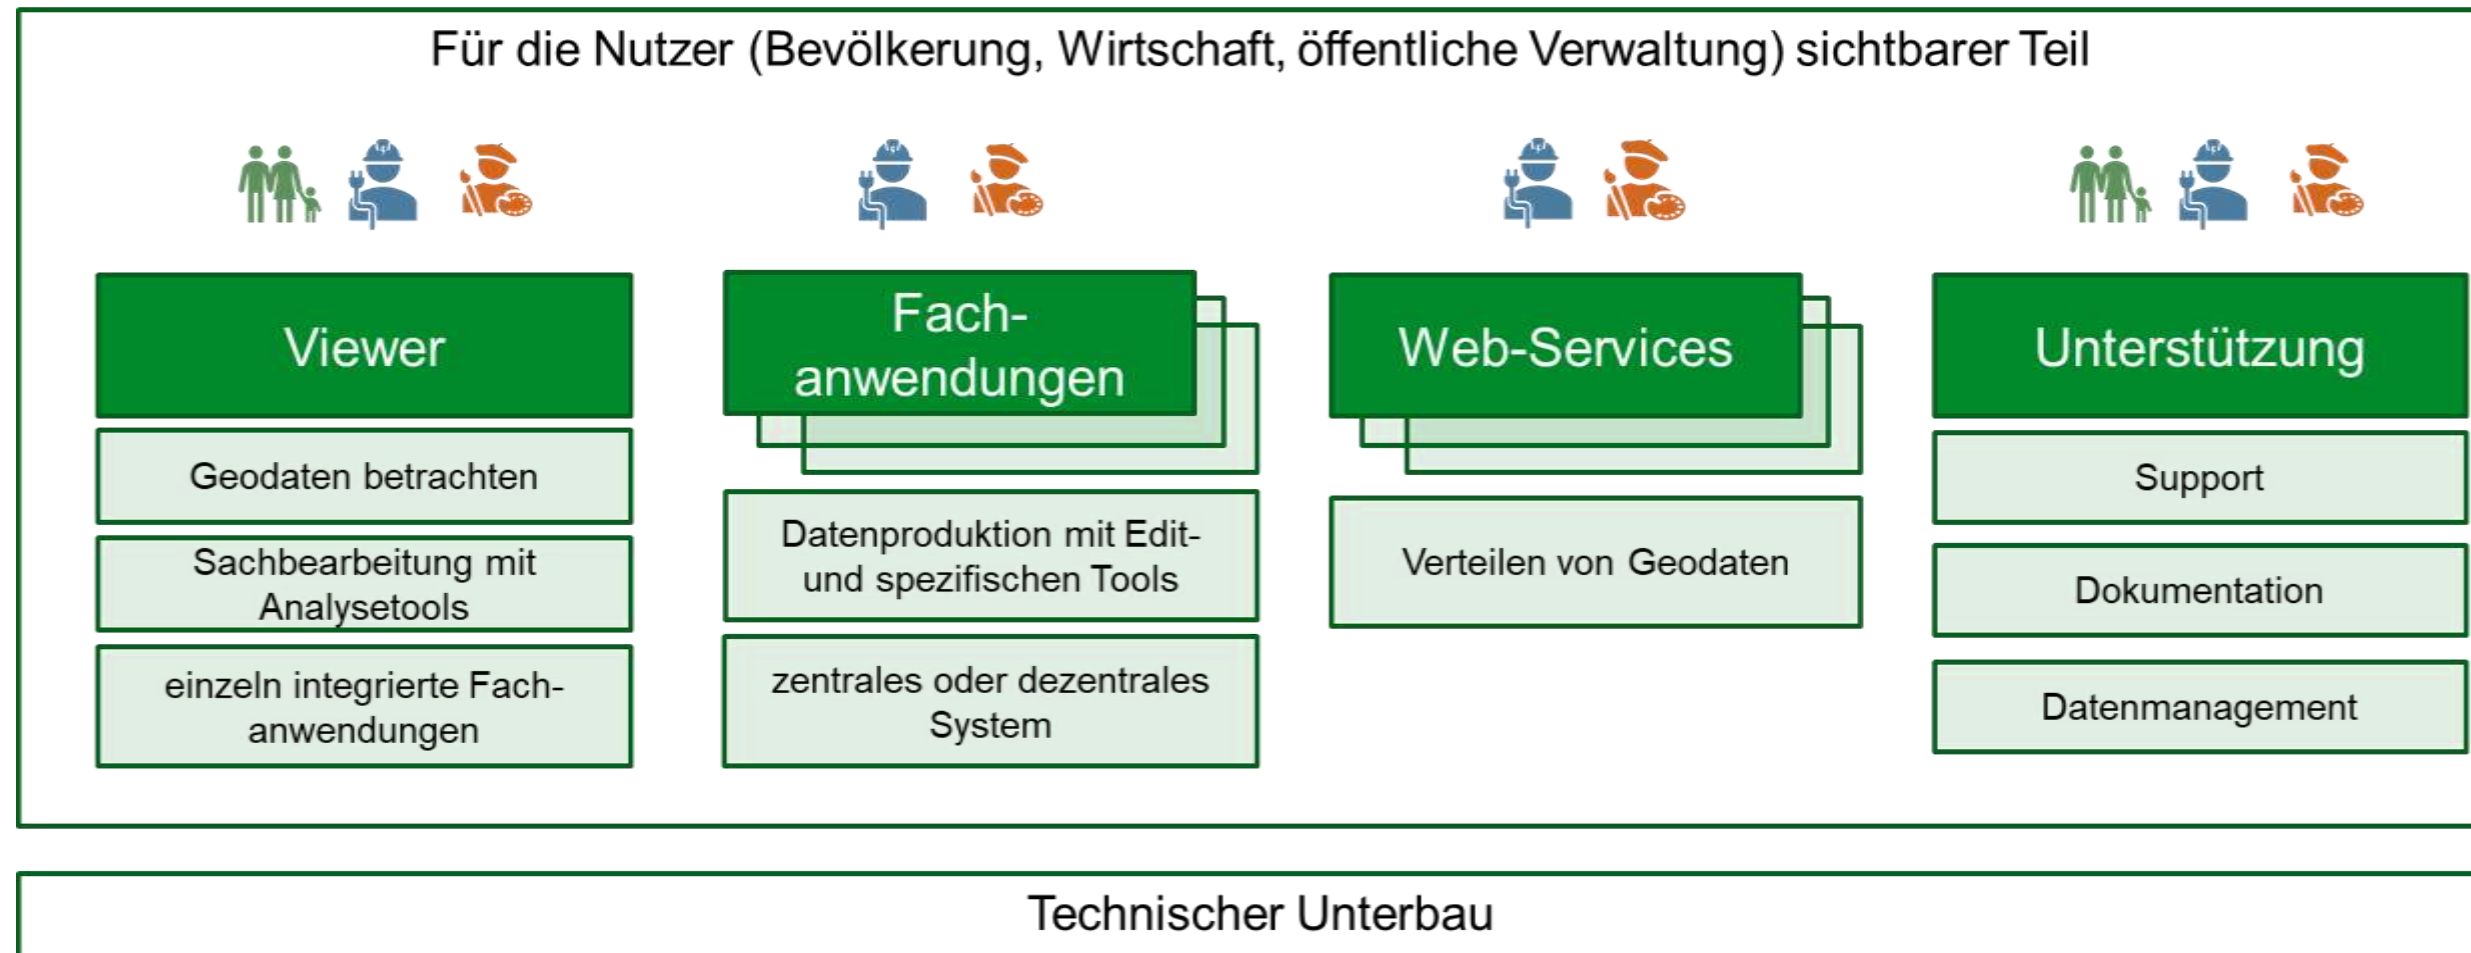 Für die Nutzer (Bevölkerung, Wirtschaft, öffentliche Verwaltung) sichtbarer Teil
Viewer
Geodaten betrachten
Sachbearbeitung mit
Analysetools
einzeln integrierte Fach-
anwendungen
Fach-
anwendungen
Datenproduktion mit Edit-
und spezifischen Tools
zentrales oder dezentrales
System
Web-Services
Verteilen von Geodaten
Unterstützung
Support
Dokumentation
Datenmanagement
Technischer Unterbau